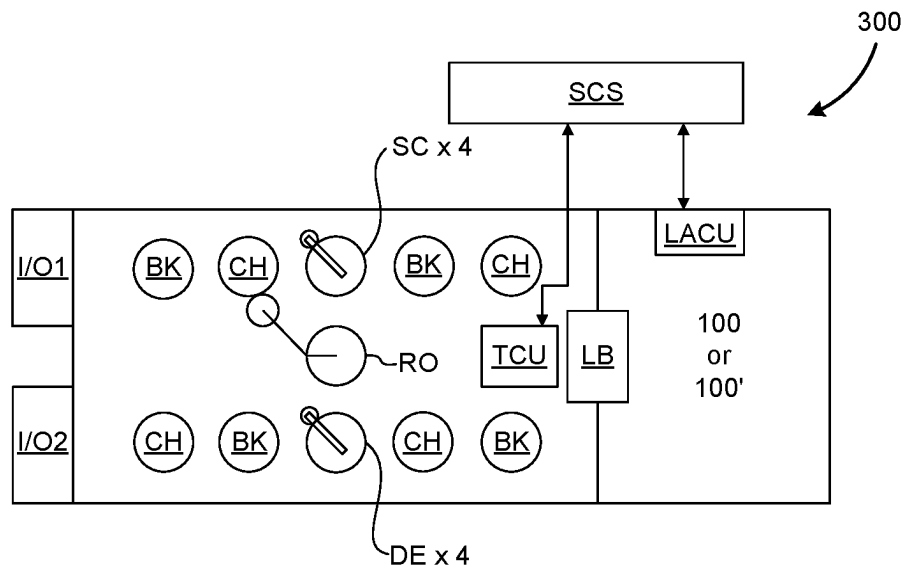 300
SCS
SC x 4
LACU
I/O1
BK
CH
BK
CH
RO
TCU
LB
100
or
100'
I/O2
CH
BK
CH
BK
DE x 4